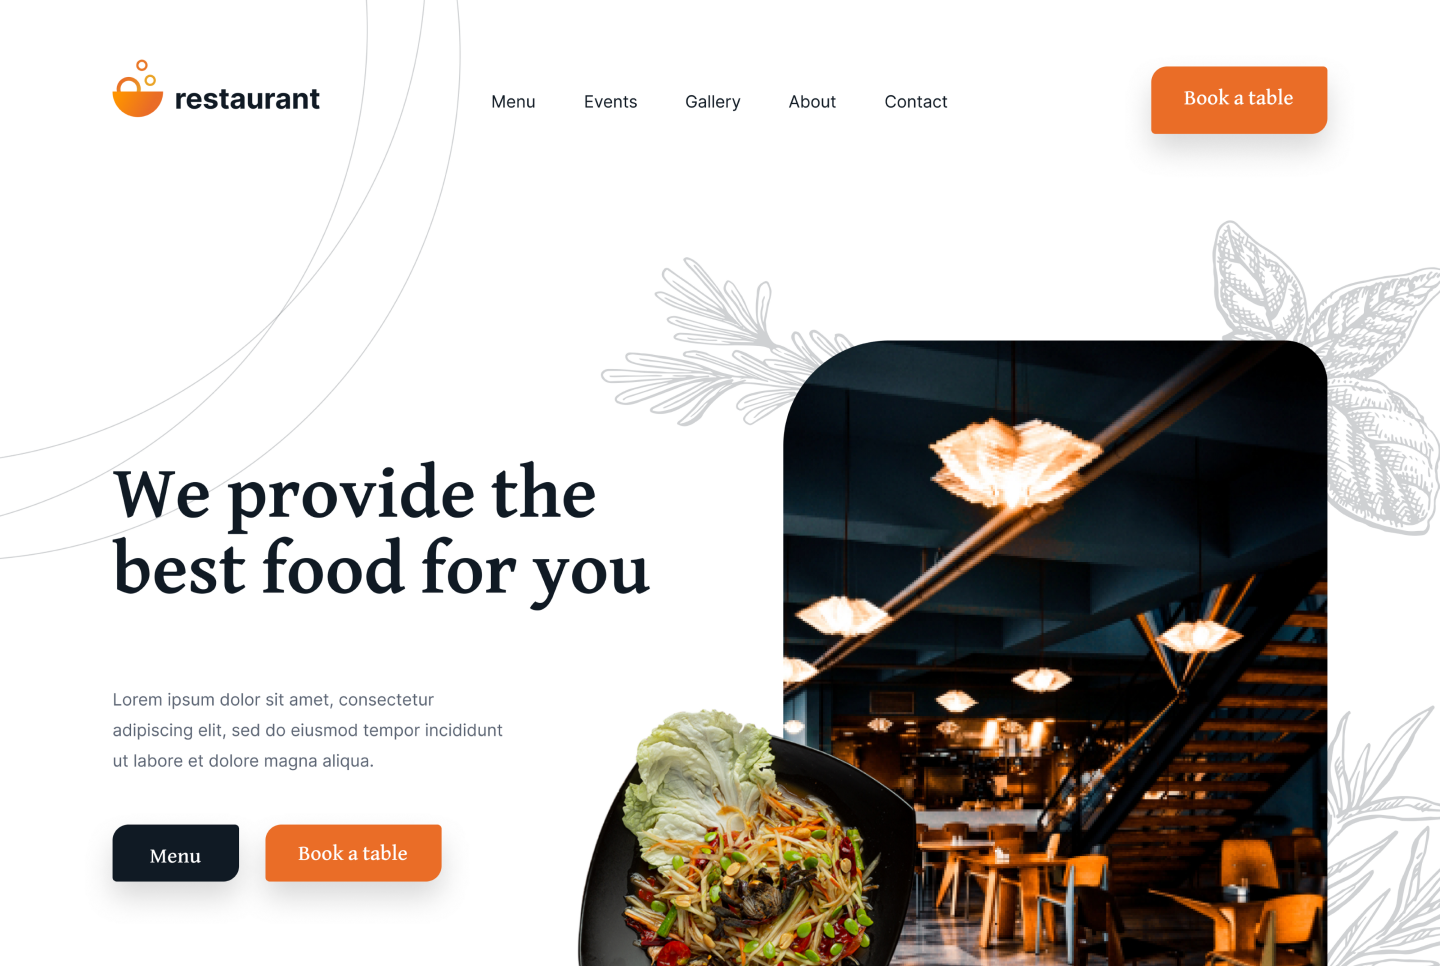 restaurant
Menu
Events
Gallery
About
Contact
Book a table
We provide the
best food for you
Lorem ipsum dolor sit amet, consectetur
adipiscing elit, sed do eiusmod tempor incididunt
ut labore et dolore magna aliqua.
Menu
Book a table